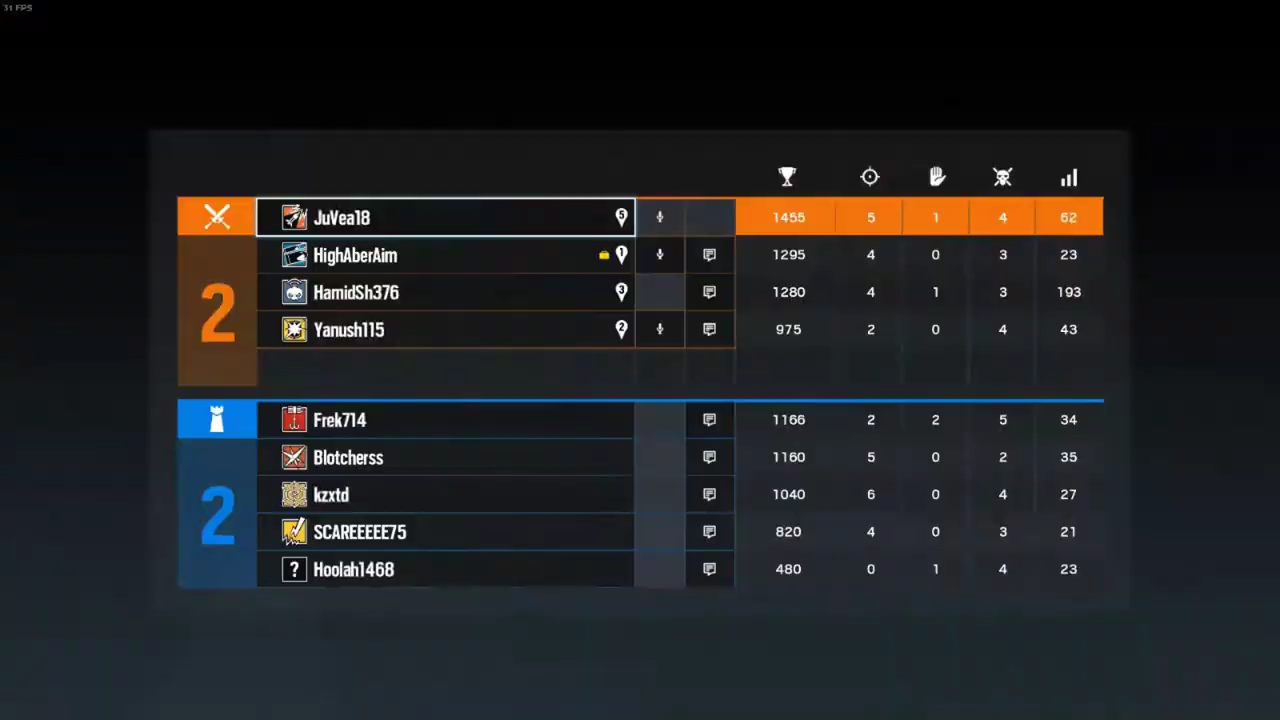 31 FPS
JuVea18 5 1455 5 1 4 62
2
HighAberAim 1 1295 4 0 3 23
HamidSh376 3 1280 4 1 3 193
Yanush115 2 975 2 0 4 43
Frek714 1166 2 2 5 34
2
Blotcherss 1160 5 0 2 35
kzxtd 1040 6 0 4 27
SCAREEEEE75 820 4 0 3 21
? Hoolah1468 480 0 1 4 23